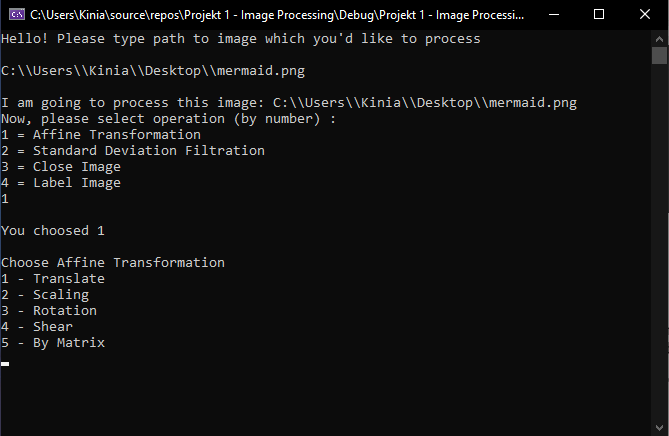 C:\Users\Kinia\source\repos\Projekt 1 - Image Processing\Debug\Projekt 1 - Image Processi...
Hello! Please type path to image which you'd like to process
C:\\Users\\Kinia\\Desktop\\mermaid.png
I am going to process this image: C:\\Users\\Kinia\\Desktop\\mermaid.png
Now, please select operation (by number) :
1 = Affine Transformation
2 = Standard Deviation Filtration
3 = Close Image
4 = Label Image
1
You choosed 1
Choose Affine Transformation
1 - Translate
2 - Scaling
3 - Rotation
4 - Shear
5 - By Matrix